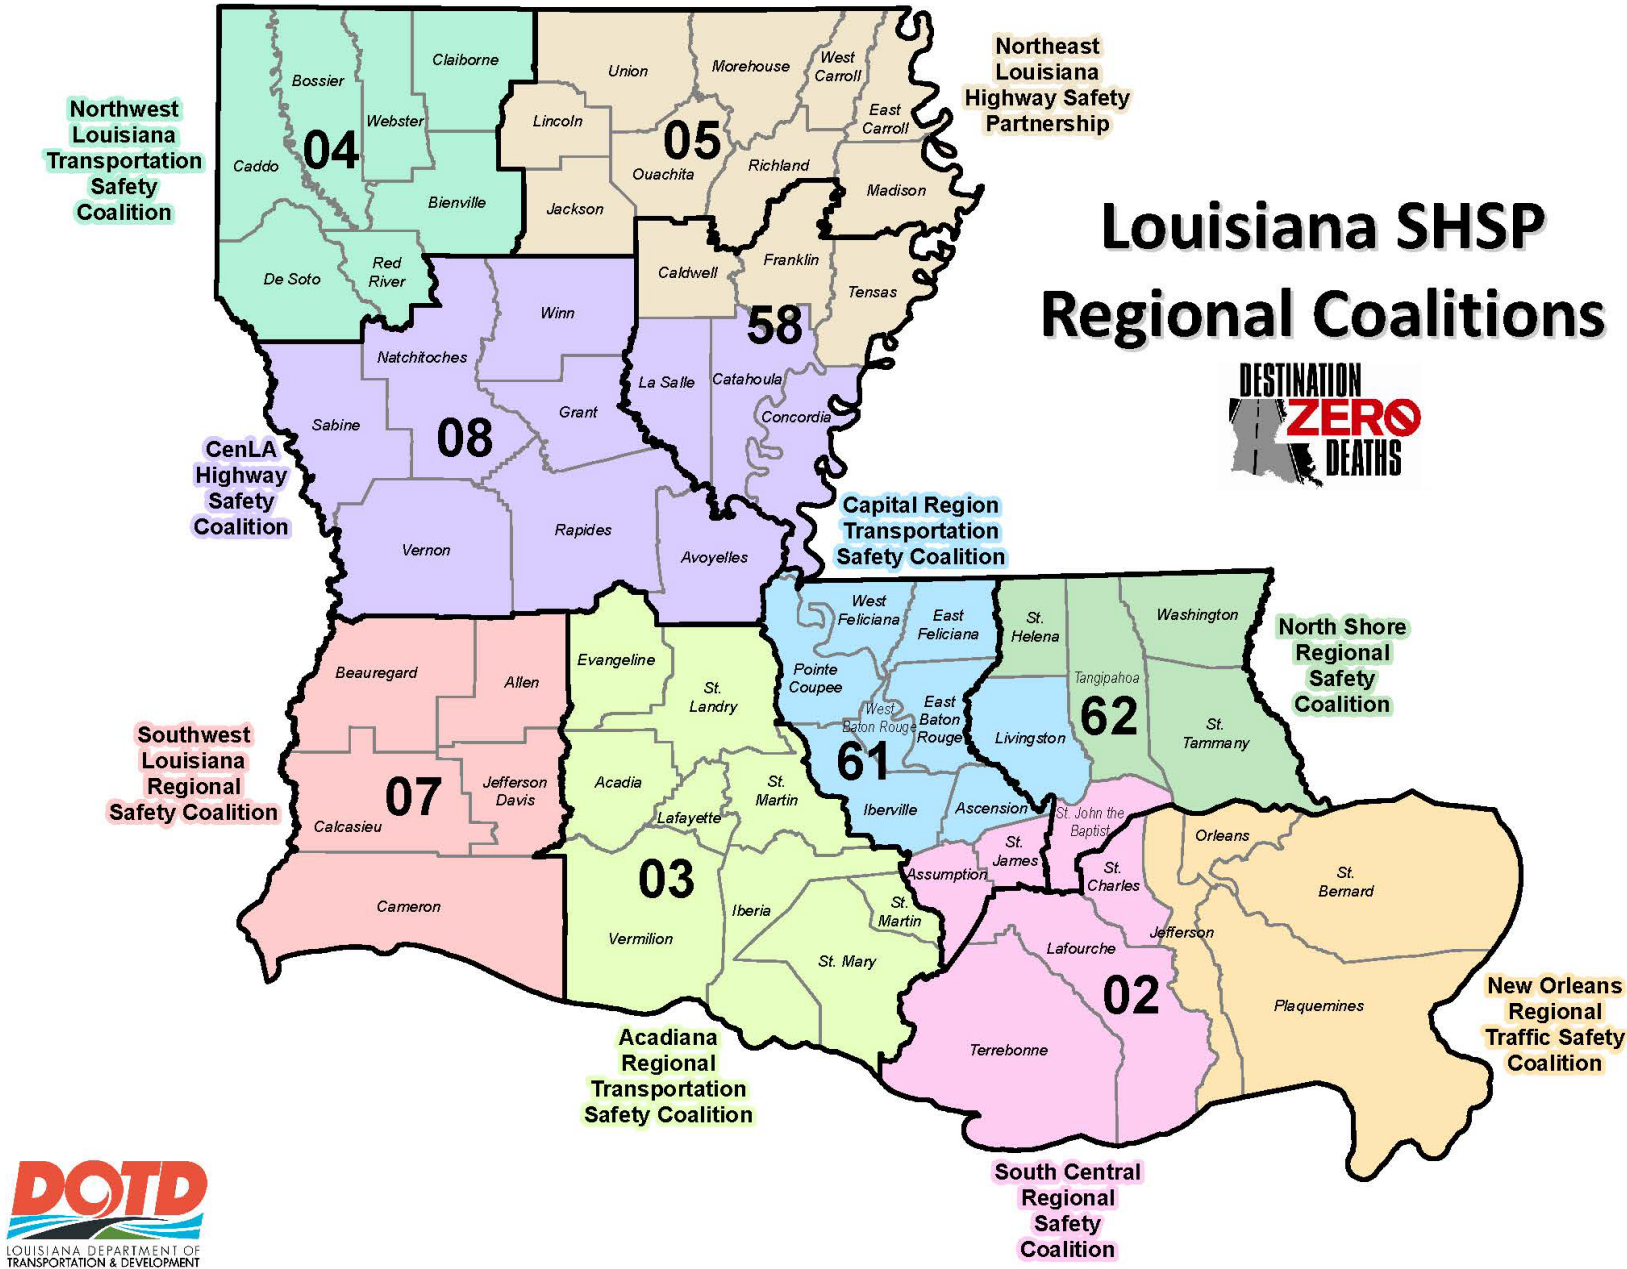 Louisiana SHSP
Regional Coalitions
DESTINATION
ZERO
DEATHS
Northwest
Louisiana
Transportation
Safety
Coalition
Northeast
Louisiana
Highway Safety
Partnership
CenLA
Highway
Safety
Coalition
Capital Region
Transportation
Safety Coalition
North Shore
Regional
Safety
Coalition
Southwest
Louisiana
Regional
Safety Coalition
Acadiana
Regional
Transportation
Safety Coalition
South Central
Regional
Safety
Coalition
New Orleans
Regional
Traffic Safety
Coalition
04
Caddo
Bossier
Webster
Claiborne
Bienville
De Soto
Red
River
05
Union
Morehouse
West
Carroll
East
Carroll
Lincoln
Ouachita
Richland
Madison
Jackson
58
Caldwell
Franklin
Tensas
La Salle
Catahoula
Concordia
08
Winn
Natchitoches
Sabine
Grant
Vernon
Rapides
Avoyelles
07
Beauregard
Allen
Calcasieu
Jefferson
Davis
Cameron
03
Evangeline
St.
Landry
Acadia
Lafayette
St.
Martin
Vermilion
Iberia
St.
Martin
St. Mary
61
West
Feliciana
East
Feliciana
Pointe
Coupee
West
Baton Rouge
East
Baton
Rouge
Iberville
Ascension
62
St.
Helena
Washington
Tangipahoa
Livingston
St.
Tammany
St. John the
Baptist
St.
James
Assumption
02
St.
Charles
Lafourche
Terrebonne
Jefferson
Orleans
St.
Bernard
Plaquemines
DOTD
LOUISIANA DEPARTMENT OF
TRANSPORTATION & DEVELOPMENT